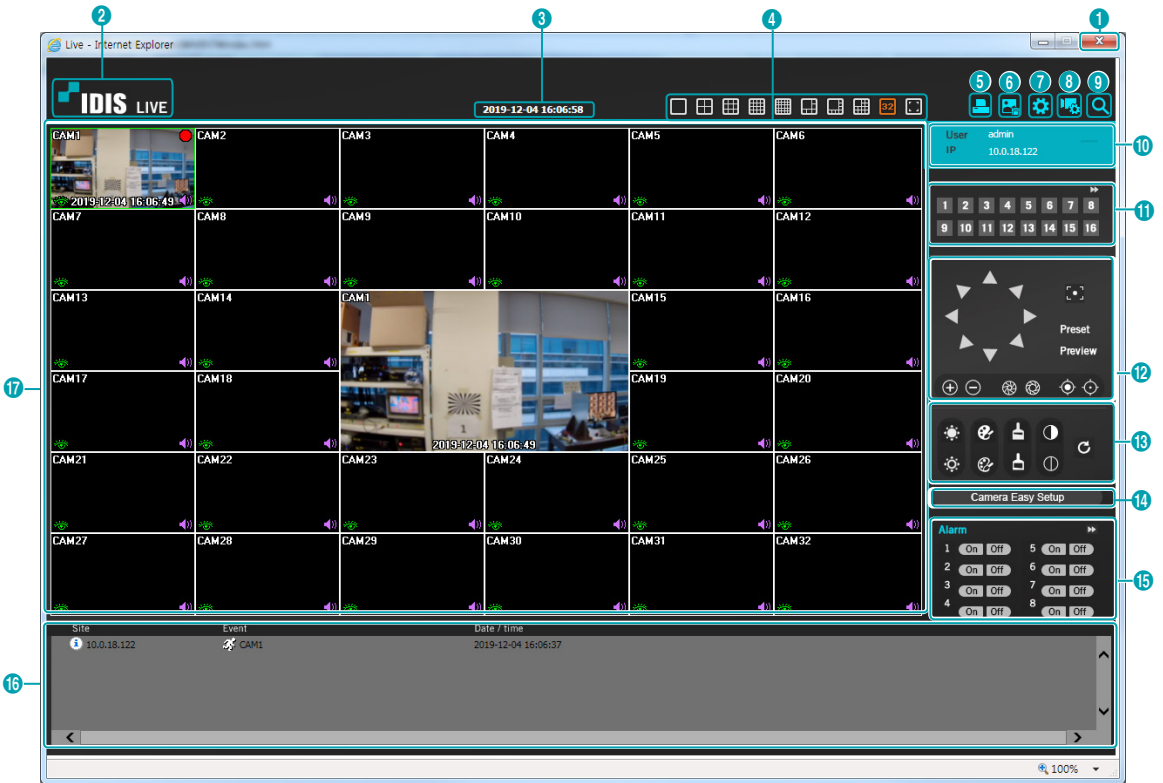 2 3 4 1
Live - Internet Explorer
IDIS LIVE
2019-12-04 16:06:58
32
5 6 7 8 9
User admin
IP 10.0.18.122
10
CAM1 CAM2 CAM3 CAM4 CAM5 CAM6
2019-12-04 16:06:49
1 2 3 4 5 6 7 8
9 10 11 12 13 14 15 16
11
CAM7 CAM8 CAM9 CAM10 CAM11 CAM12
CAM13 CAM14 CAM1 CAM15 CAM16
Preset
Preview
12
17
CAM17 CAM18 CAM19 CAM20
1
2019-12-04 16:06:49
13
CAM21 CAM22 CAM23 CAM24 CAM25 CAM26
Camera Easy Setup
14
Alarm
CAM27 CAM28 CAM29 CAM30 CAM31 CAM32
1 On Off 5 On Off
2 On Off 6 On Off
3 On Off 7 On Off
4 On Off 8 On Off
15
Site Event Date / time
10.0.18.122 CAM1 2019-12-04 16:06:37
16
100%